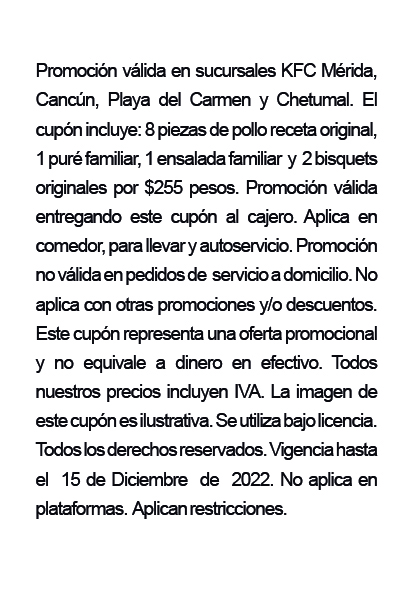 Promoción válida en sucursales KFC Mérida,
Cancún, Playa del Carmen y Chetumal. El
cupón incluye: 8 piezas de pollo receta original,
1 puré familiar, 1 ensalada familiar y 2 bisquets
originales por $255 pesos. Promoción válida
entregando este cupón al cajero. Aplica en
comedor, para llevar y autoservicio. Promoción
no válida en pedidos de servicio a domicilio. No
aplica con otras promociones y/o descuentos.
Este cupón representa una oferta promocional
y no equivale a dinero en efectivo. Todos
nuestros precios incluyen IVA. La imagen de
este cupón es ilustrativa. Se utiliza bajo licencia.
Todos los derechos reservados. Vigencia hasta
el 15 de Diciembre de 2022. No aplica en
plataformas. Aplican restricciones.